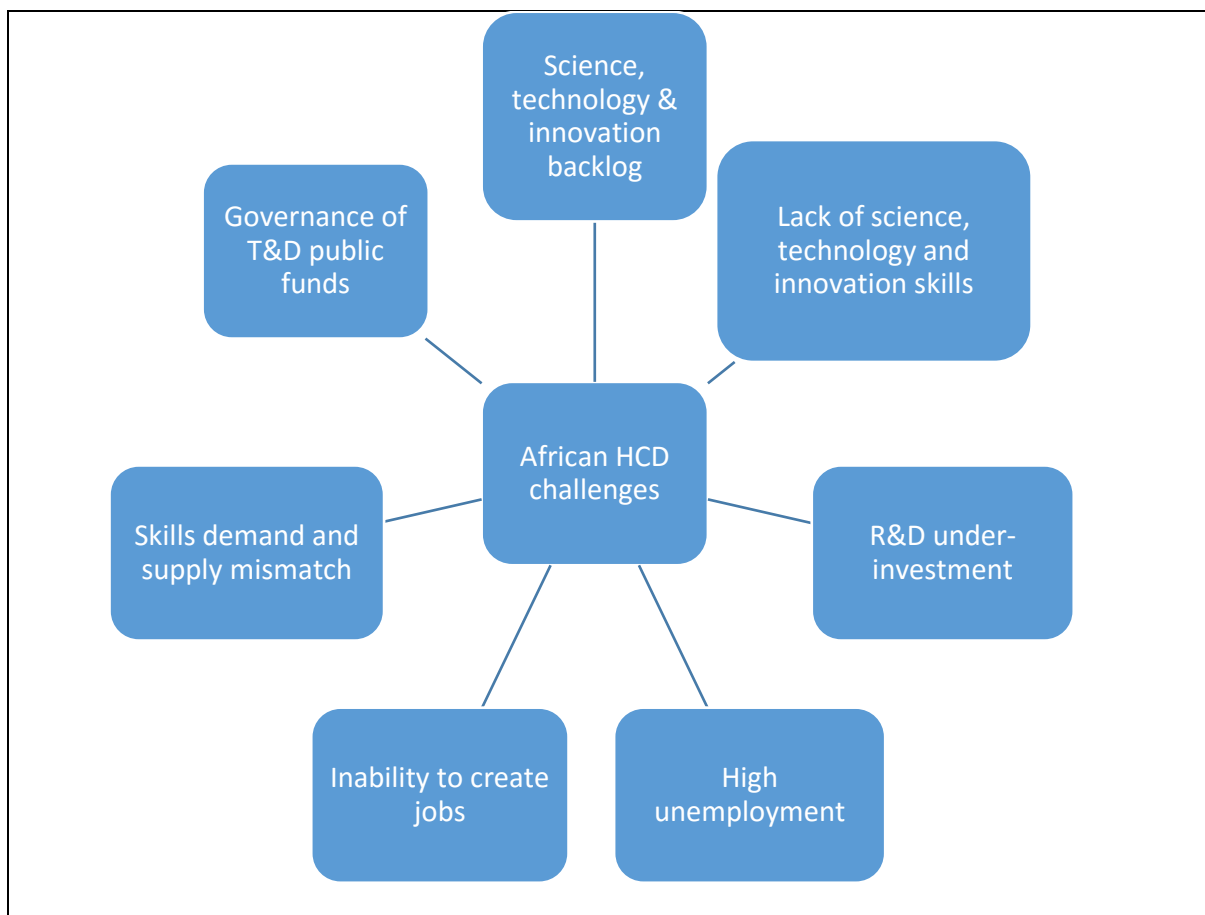 Science,
technology &
innovation
backlog
Governance of
T&D public
funds
Lack of science,
technology and
innovation skills
African HCD
challenges
Skills demand and
supply mismatch
R&D under-
investment
Inability to create
jobs
High
unemployment